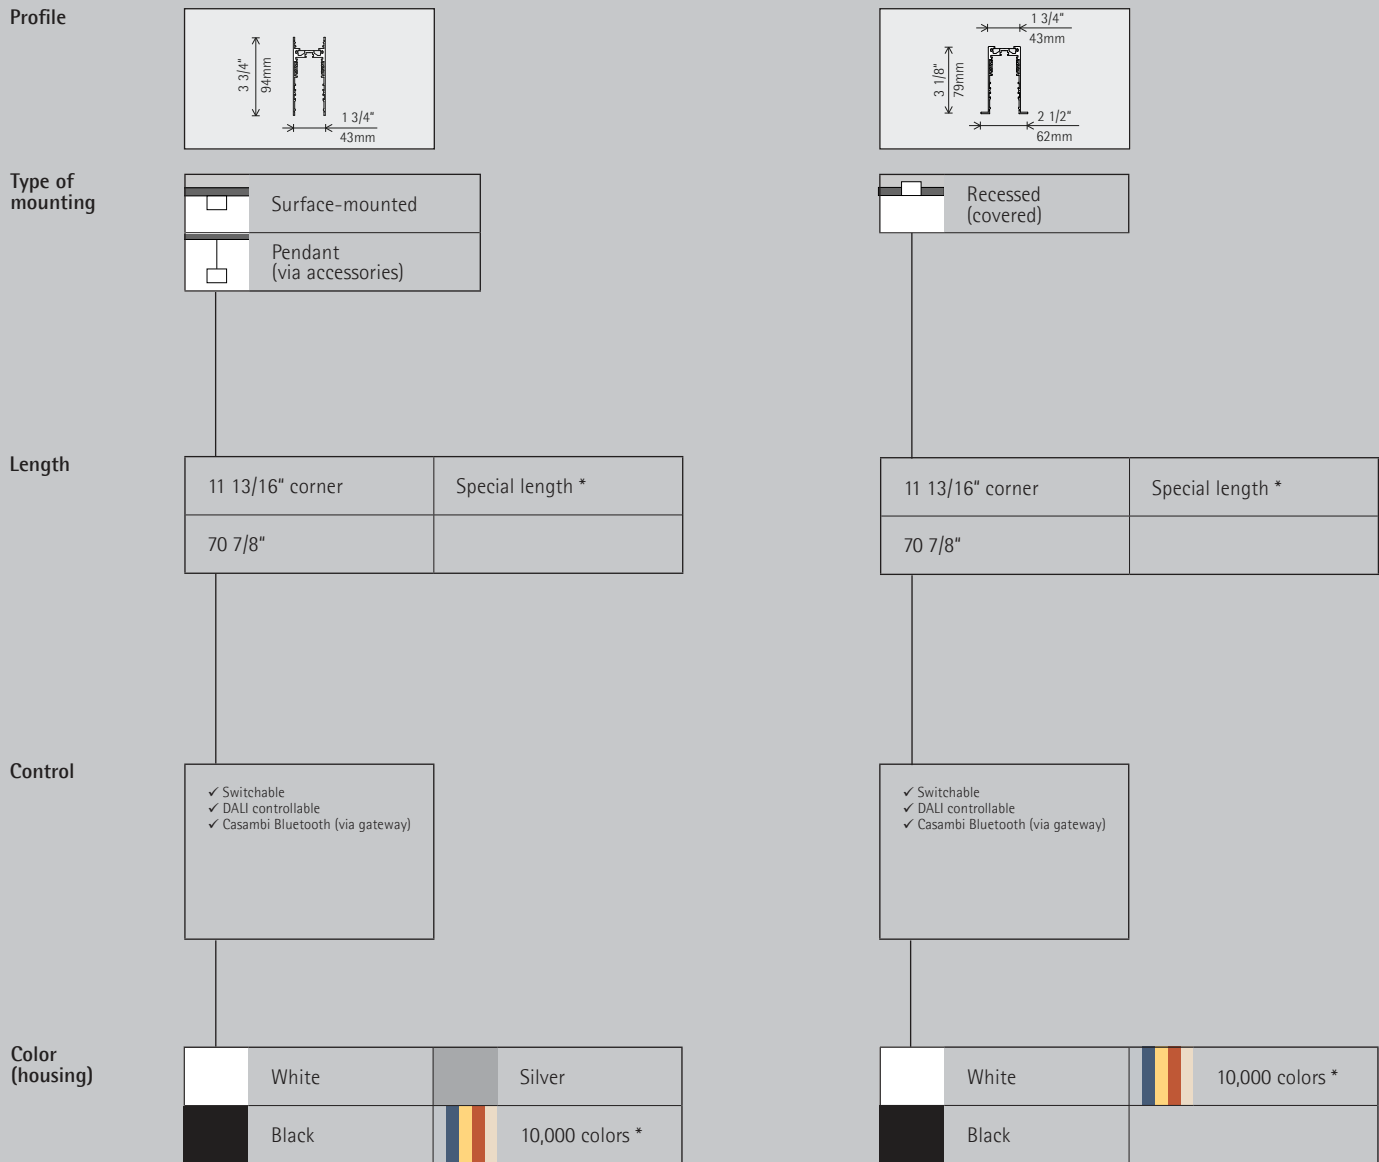 Profile
3 3/4"
94mm
1 3/4"
43mm
1 3/4"
43mm
3 1/8"
79mm
2 1/2"
62mm
Type of
mounting
Surface-mounted
Pendant
(via accessories)
Recessed
(covered)
Length
11 13/16" corner
Special length *
70 7/8"
11 13/16" corner
Special length *
70 7/8"
Control
✓ Switchable
✓ DALI controllable
✓ Casambi Bluetooth (via gateway)
✓ Switchable
✓ DALI controllable
✓ Casambi Bluetooth (via gateway)
Color
(housing)
White
Silver
Black
10,000 colors *
White
10,000 colors *
Black